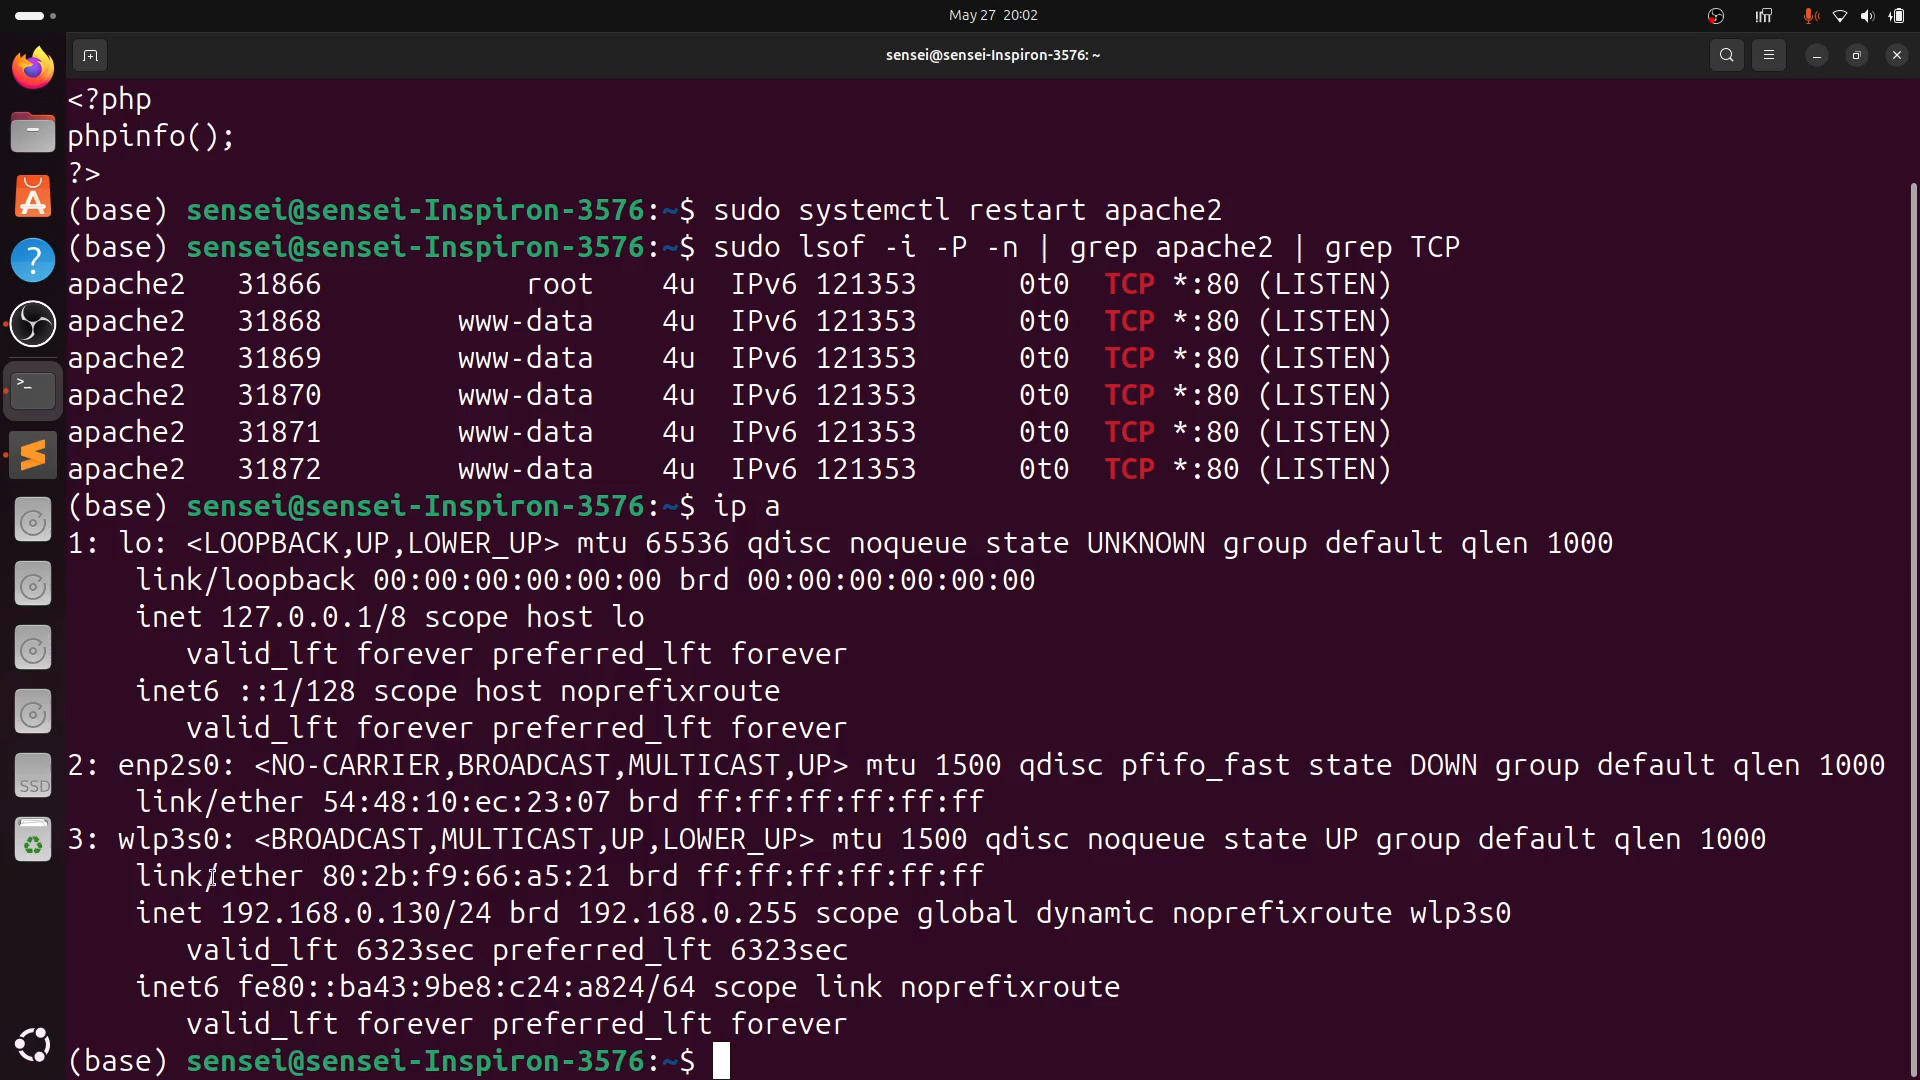 May 27 20:02
sensei@sensei-Inspiron-3576: ~
<?php
phpinfo();
?>
(base) sensei@sensei-Inspiron-3576:~$ sudo systemctl restart apache2
(base) sensei@sensei-Inspiron-3576:~$ sudo lsof -i -P -n | grep apache2 | grep TCP
apache2   31866            root    4u  IPv6 121353      0t0  TCP *:80 (LISTEN)
apache2   31868        www-data    4u  IPv6 121353      0t0  TCP *:80 (LISTEN)
apache2   31869        www-data    4u  IPv6 121353      0t0  TCP *:80 (LISTEN)
apache2   31870        www-data    4u  IPv6 121353      0t0  TCP *:80 (LISTEN)
apache2   31871        www-data    4u  IPv6 121353      0t0  TCP *:80 (LISTEN)
apache2   31872        www-data    4u  IPv6 121353      0t0  TCP *:80 (LISTEN)
(base) sensei@sensei-Inspiron-3576:~$ ip a
1: lo: <LOOPBACK,UP,LOWER_UP> mtu 65536 qdisc noqueue state UNKNOWN group default qlen 1000
    link/loopback 00:00:00:00:00:00 brd 00:00:00:00:00:00
    inet 127.0.0.1/8 scope host lo
       valid_lft forever preferred_lft forever
    inet6 ::1/128 scope host noprefixroute
       valid_lft forever preferred_lft forever
2: enp2s0: <NO-CARRIER,BROADCAST,MULTICAST,UP> mtu 1500 qdisc pfifo_fast state DOWN group default qlen 1000
    link/ether 54:48:10:ec:23:07 brd ff:ff:ff:ff:ff:ff
3: wlp3s0: <BROADCAST,MULTICAST,UP,LOWER_UP> mtu 1500 qdisc noqueue state UP group default qlen 1000
    link/ether 80:2b:f9:66:a5:21 brd ff:ff:ff:ff:ff:ff
    inet 192.168.0.130/24 brd 192.168.0.255 scope global dynamic noprefixroute wlp3s0
       valid_lft 6323sec preferred_lft 6323sec
    inet6 fe80::ba43:9be8:c24:a824/64 scope link noprefixroute
       valid_lft forever preferred_lft forever
(base) sensei@sensei-Inspiron-3576:~$
SSD